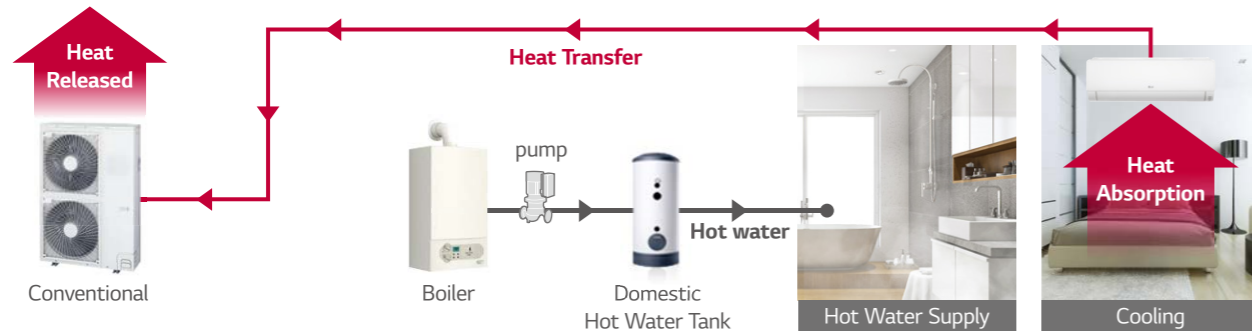 Heat
Released
Heat Transfer
pump
Hot water
Heat
Absorption
Conventional
Boiler
Domestic
Hot Water Tank
Hot Water Supply
Cooling